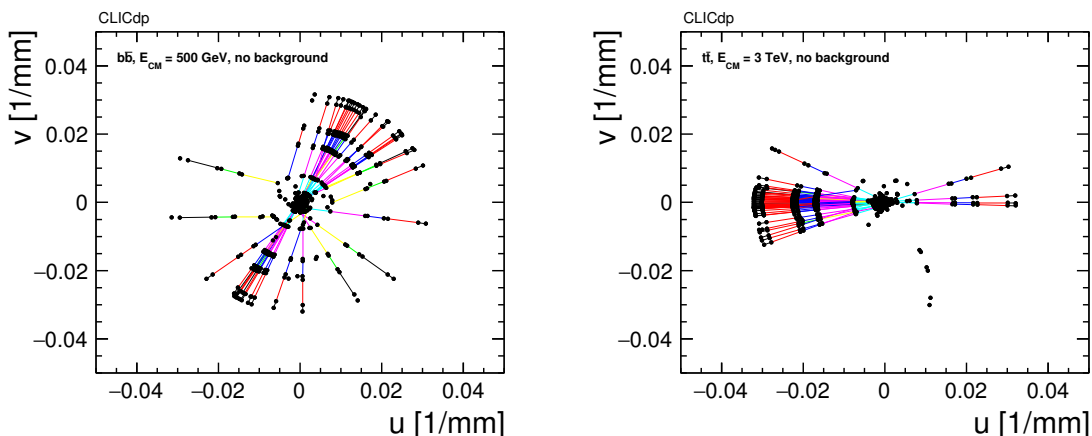 CLICdp
bb̄, E_CM = 500 GeV, no background
v [1/mm]
0.04
0.02
0
−0.02
−0.04
−0.04
−0.02
0
0.02
0.04
u [1/mm]
CLICdp
tt̄, E_CM = 3 TeV, no background
v [1/mm]
0.04
0.02
0
−0.02
−0.04
−0.04
−0.02
0
0.02
0.04
u [1/mm]